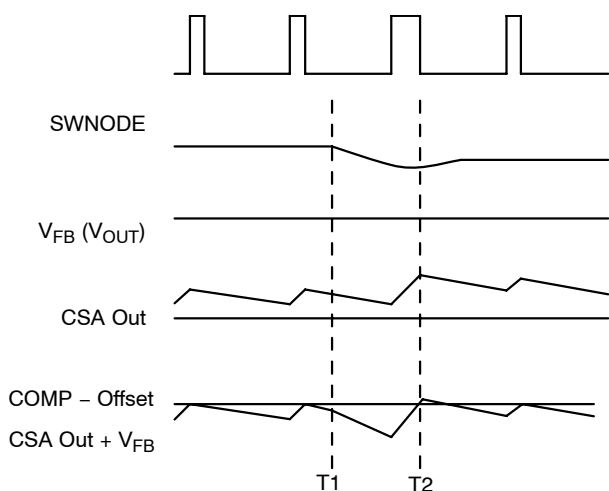 SWNODE
V_FB (V_OUT)
CSA Out
COMP – Offset
CSA Out + V_FB
T1 T2